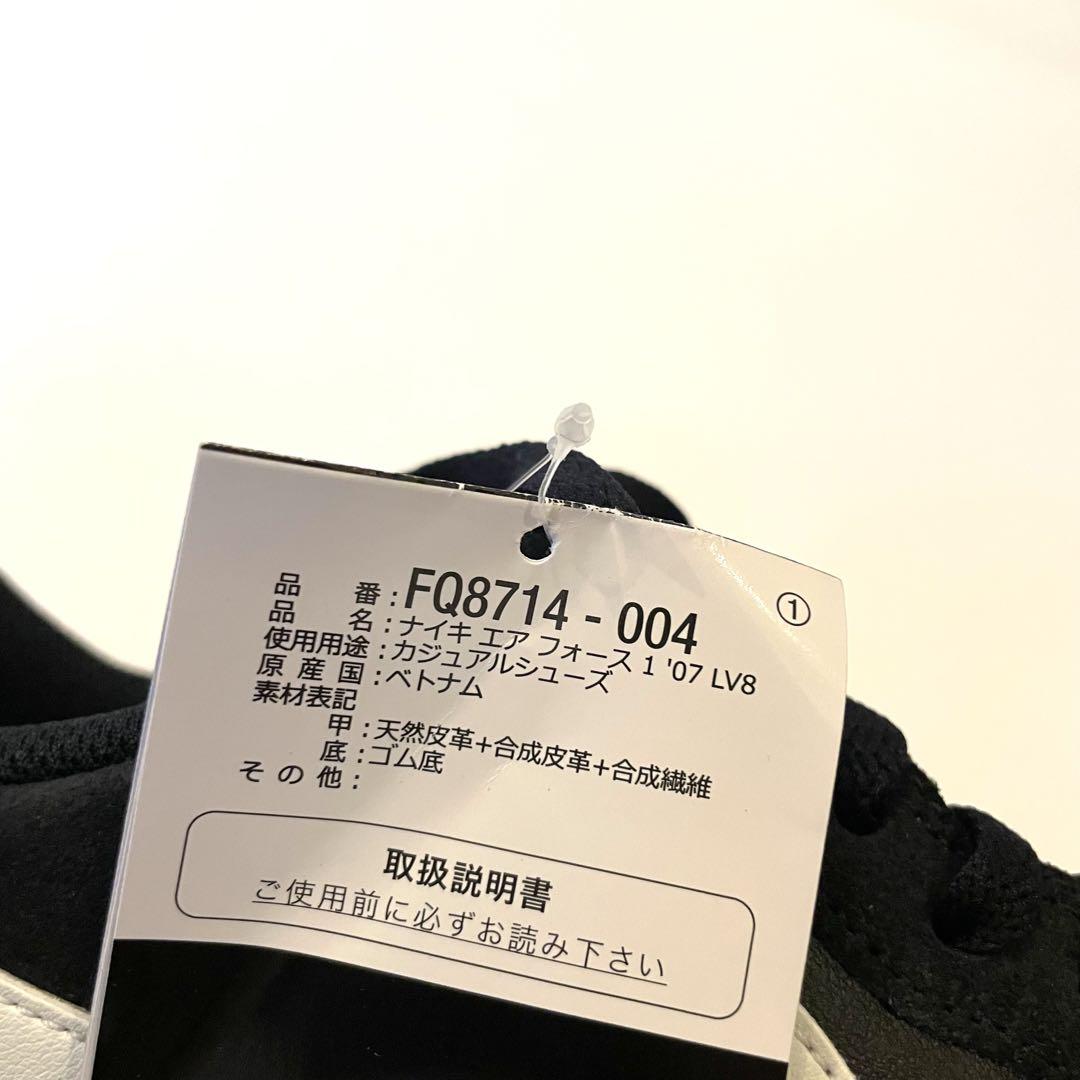 ①
品番:FQ8714-004
品名:ナイキ エア フォース 1 '07 LV8
使用用途:カジュアルシューズ
原産国:ベトナム
素材表記
甲:天然皮革+合成皮革+合成繊維
底:ゴム底
その他:
取扱説明書
ご使用前に必ずお読み下さい